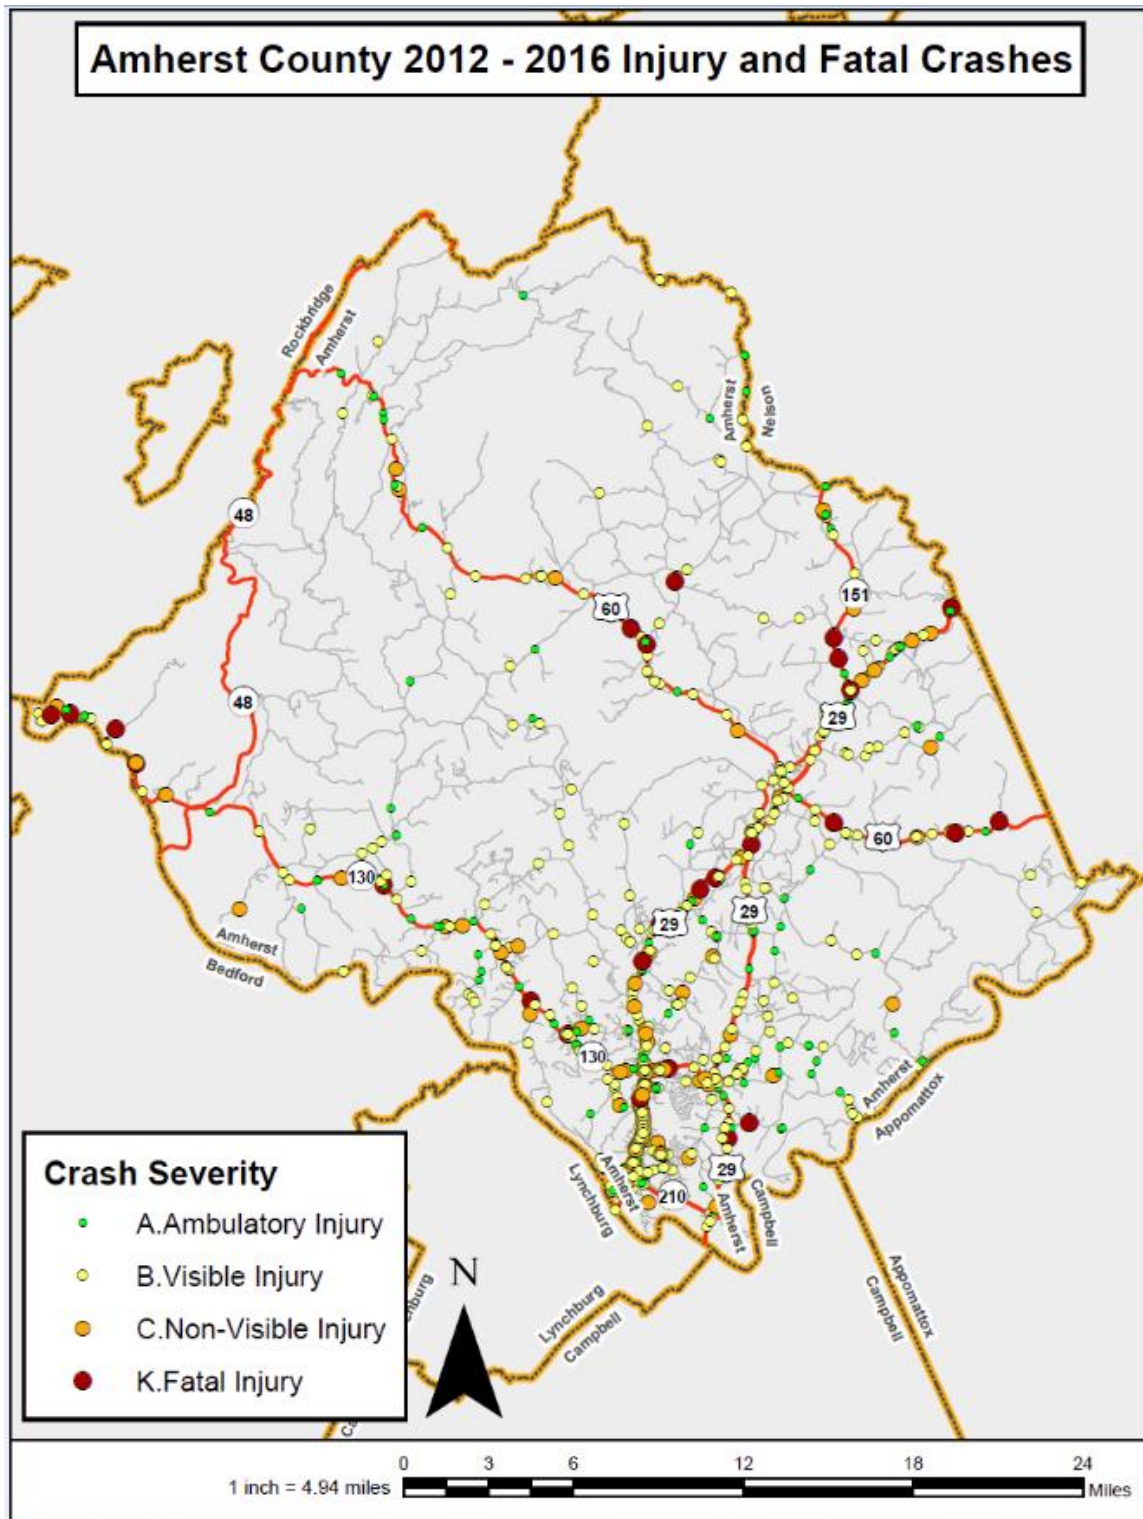 Amherst County 2012 - 2016 Injury and Fatal Crashes
Rockbridge
Amherst
Amherst
Nelson
48
60
151
48
29
60
130
29
29
Amherst
Bedford
130
Amherst
Appomattox
Amherst
Lynchburg
210
29
Amherst
Campbell
Lynchburg
Campbell
Appomattox
Campbell
chburg
Ca
Crash Severity
A.Ambulatory Injury
B.Visible Injury
C.Non-Visible Injury
K.Fatal Injury
N
1 inch = 4.94 miles
0 3 6 12 18 24
Miles